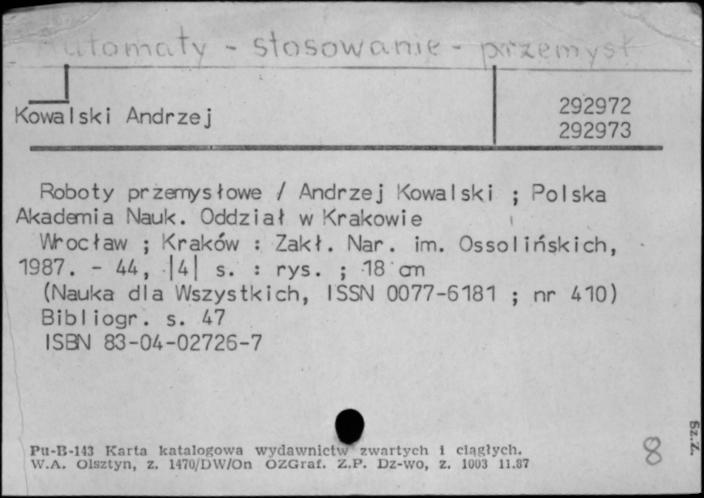 Automaty - stosowanie - przemysł
Kowalski Andrzej
292972
292973
Roboty przemysłowe / Andrzej Kowalski ; Polska
Akademia Nauk. Oddział w Krakowie
Wrocław ; Kraków : Zakł. Nar. im. Ossolińskich,
1987. - 44, |4| s. : rys. ; 18 cm
(Nauka dla Wszystkich, ISSN 0077-6181 ; nr 410)
Bibliogr. s. 47
ISBN 83-04-02726-7
Pu-B-143 Karta katalogowa wydawnictw zwartych i ciągłych.
W.A. Olsztyn, z. 1470/DW/On OZGraf. Z.P. Dz-wo, z. 1003 11.87
8
Sz.Z.